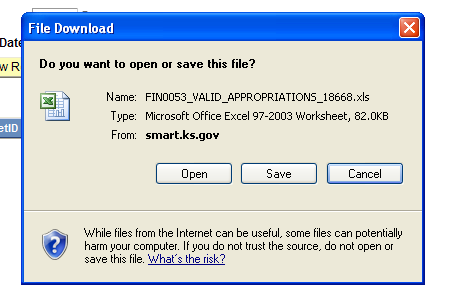 Date
File Download
w R
etID
Do you want to open or save this file?
Name: FIN0053_VALID_APPROPRIATIONS_18668.xls
Type: Microsoft Office Excel 97-2003 Worksheet, 82.0KB
From: smart.ks.gov
Open Save Cancel
While files from the Internet can be useful, some files can potentially
harm your computer. If you do not trust the source, do not open or
save this file. What's the risk?